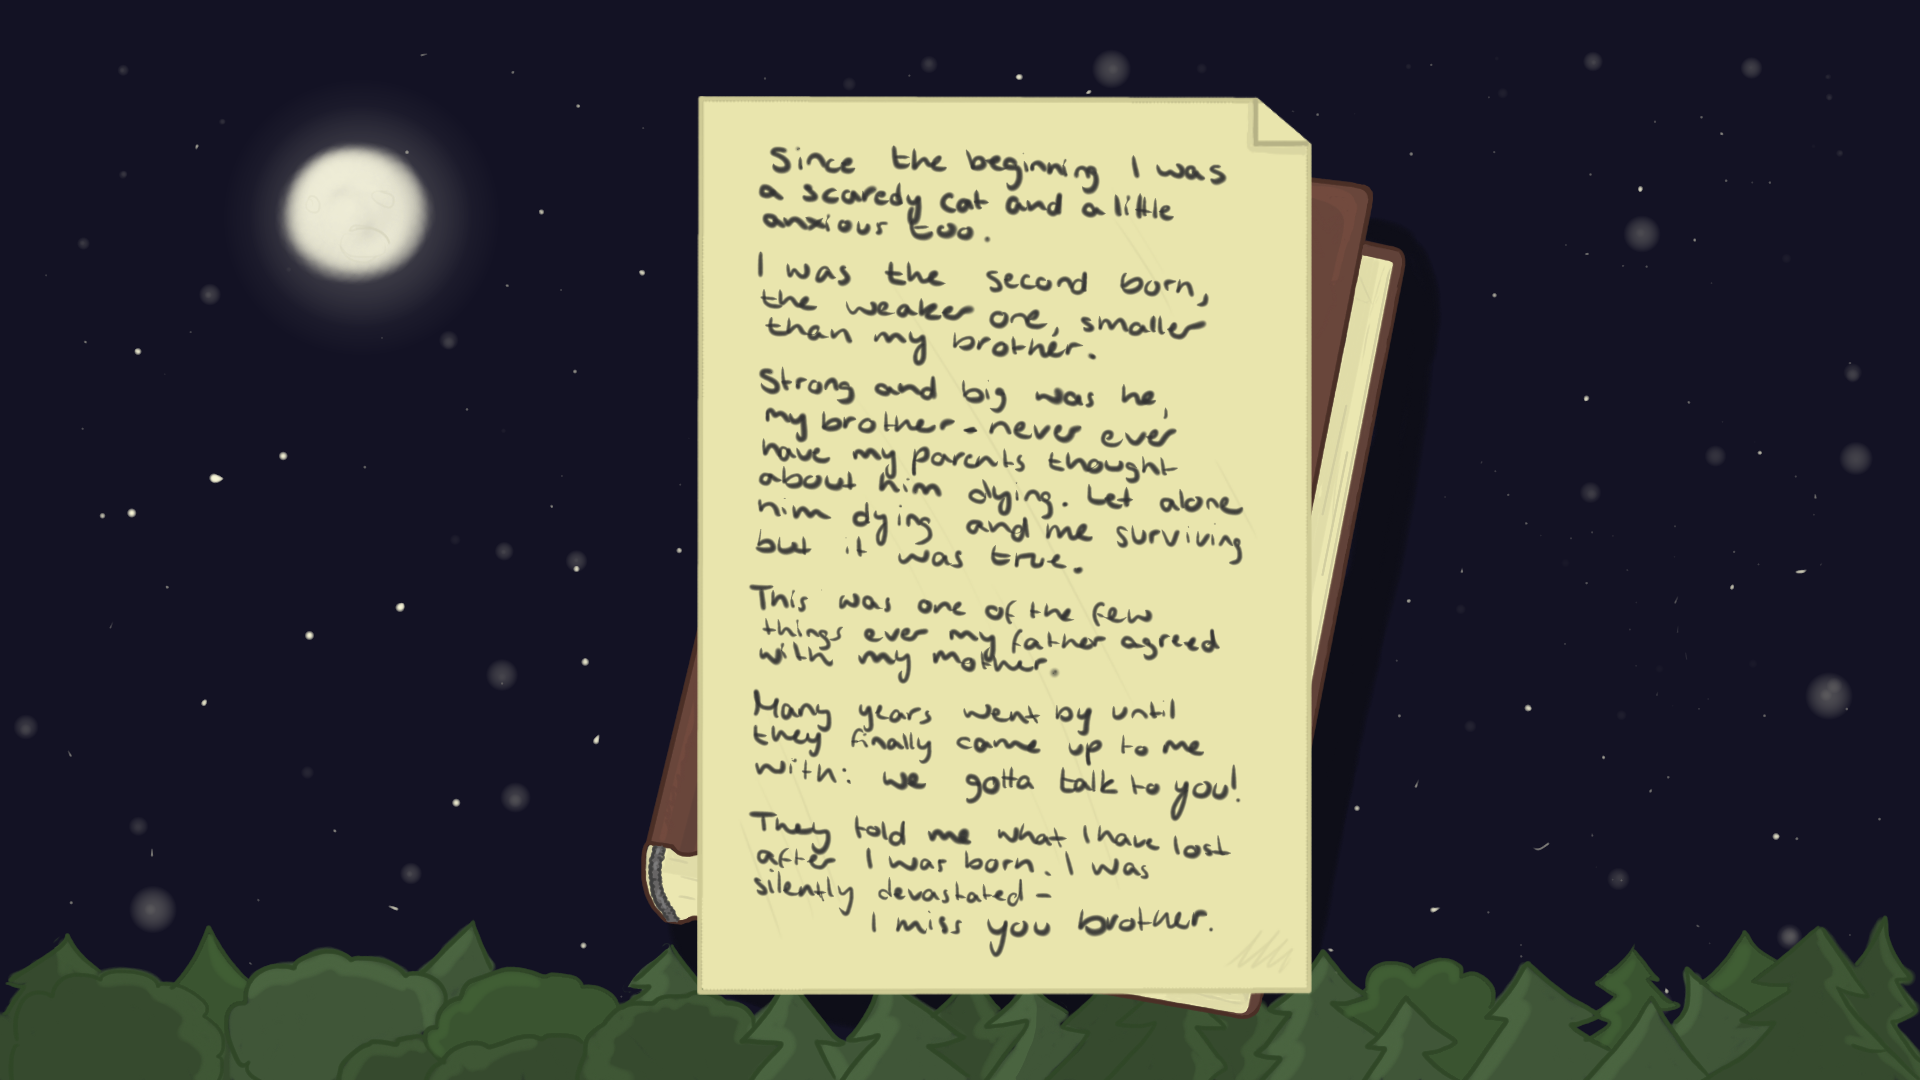 Since the beginning I was
a scaredy cat and a little
anxious too.
I was the second born,
the weaker one, smaller
than my brother.
Strong and big was he,
my brother - never ever
have my parents thought
about him dying. Let alone
him dying and me surviving
but it was true.
This was one of the few
things ever my father agreed
with my mother.
Many years went by until
they finally came up to me
with: we gotta talk to you!
They told me what I have lost
after I was born. I was
silently devastated -
I miss you brother.